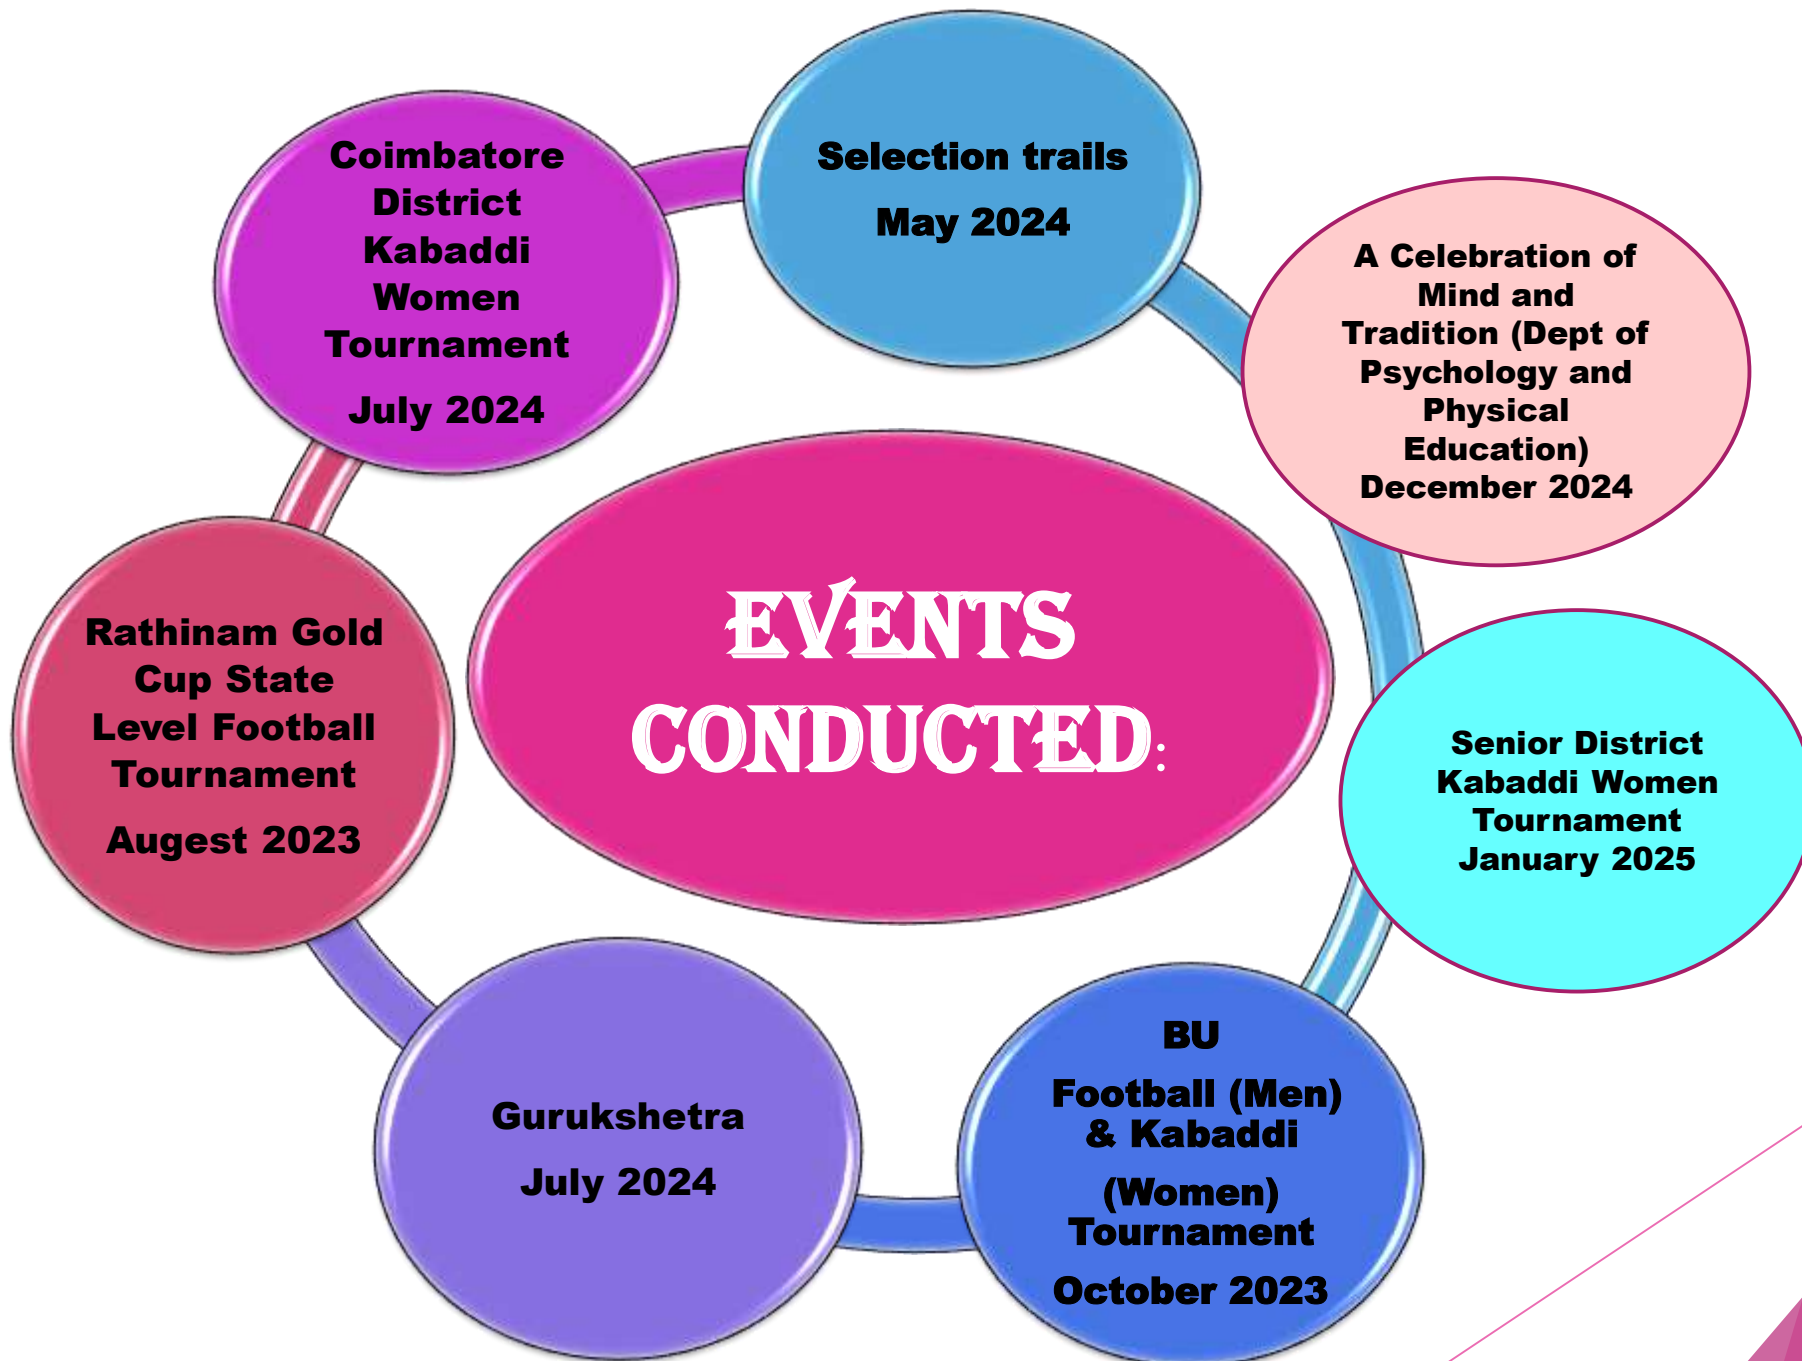 Selection trails
May 2024
A Celebration of
Mind and
Tradition (Dept of
Psychology and
Physical
Education)
December 2024
Senior District
Kabaddi Women
Tournament
January 2025
BU
Football (Men)
& Kabaddi
(Women)
Tournament
October 2023
Gurukshetra
July 2024
Rathinam Gold
Cup State
Level Football
Tournament
Augest 2023
Coimbatore
District
Kabaddi
Women
Tournament
July 2024
EVENTS
CONDUCTED: